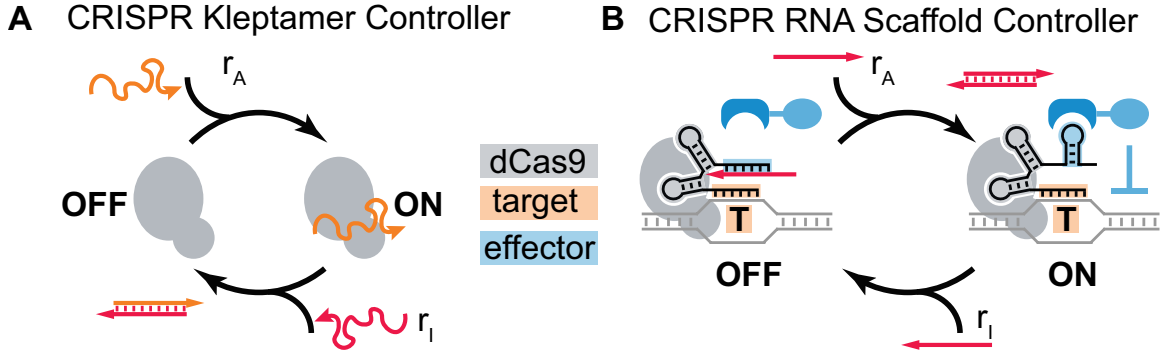 A CRISPR Kleptamer Controller
rA
OFF
ON
rI
dCas9
target
effector
B CRISPR RNA Scaffold Controller
rA
T
OFF
T
ON
rI